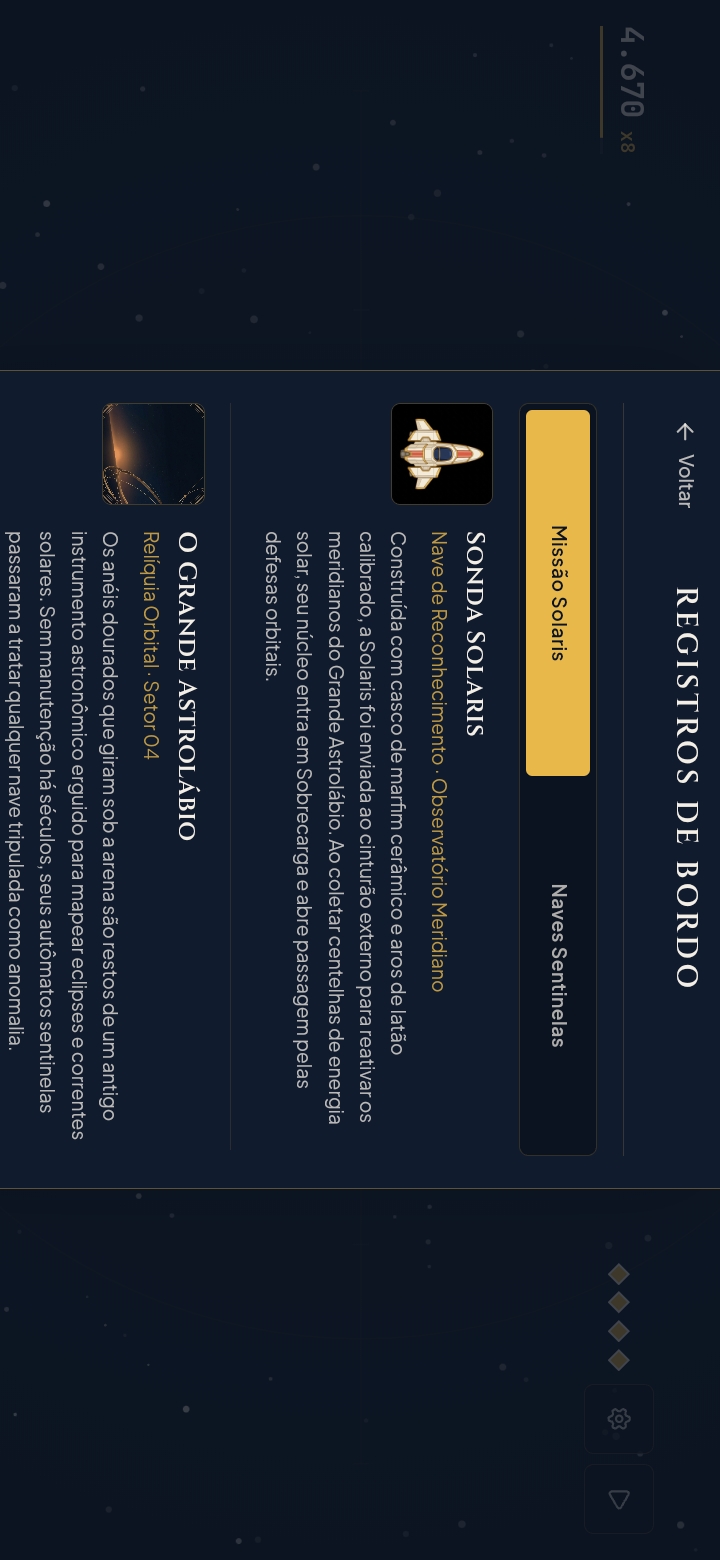 4.670 x8
Voltar
REGISTROS DE BORDO
Missão Solaris
Naves Sentinelas
SONDA SOLARIS
Nave de Reconhecimento · Observatório Meridiano
Construída com casco de marfim cerâmico e aros de latão
calibrado, a Solaris foi enviada ao cinturão externo para reativar os
meridianos do Grande Astrolábio. Ao coletar centelhas de energia
solar, seu núcleo entra em Sobrecarga e abre passagem pelas
defesas orbitais.
O GRANDE ASTROLÁBIO
Relíquia Orbital · Setor 04
Os anéis dourados que giram sob a arena são restos de um antigo
instrumento astronômico erguido para mapear eclipses e correntes
solares. Sem manutenção há séculos, seus autômatos sentinelas
passaram a tratar qualquer nave tripulada como anomalia.